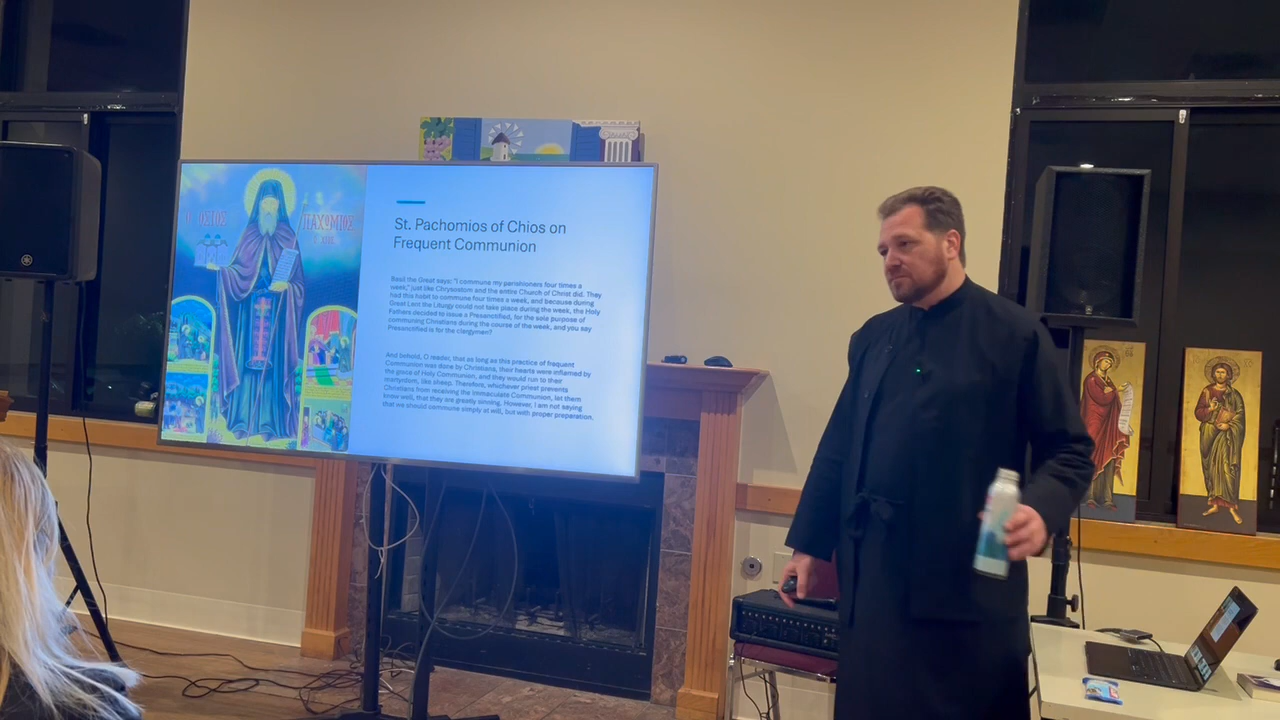 Ο ΟΣΙΟΣ
ΠΑΧΩΜΙΟΣ
St. Pachomios of Chios on
Frequent Communion
Basil the Great says: "I commune my parishioners four times a
week," just like Chrysostom and the entire Church of Christ did. They
had this habit to commune four times a week, and because during
Great Lent the Liturgy could not take place during the week, the Holy
Fathers decided to issue a Presanctified, for the sole purpose of
communing Christians during the course of the week, and you say
Presanctified is for the clergymen?
And behold, O reader, that as long as this practice of frequent
Communion was done by Christians, their hearts were inflamed by
the grace of Holy Communion, and they would run to their
martyrdom, like sheep. Therefore, whichever priest prevents
Christians from receiving the Immaculate Communion, let them
know well, that they are greatly sinning. However, I am not saying
that we should commune simply at will, but with proper preparation.